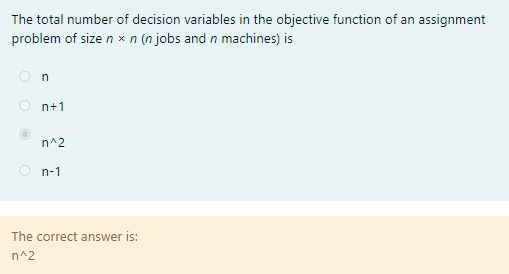 The total number of decision variables in the objective function of an assignment
problem of size n × n (n jobs and n machines) is
n
n+1
n^2
n-1
The correct answer is:
n^2